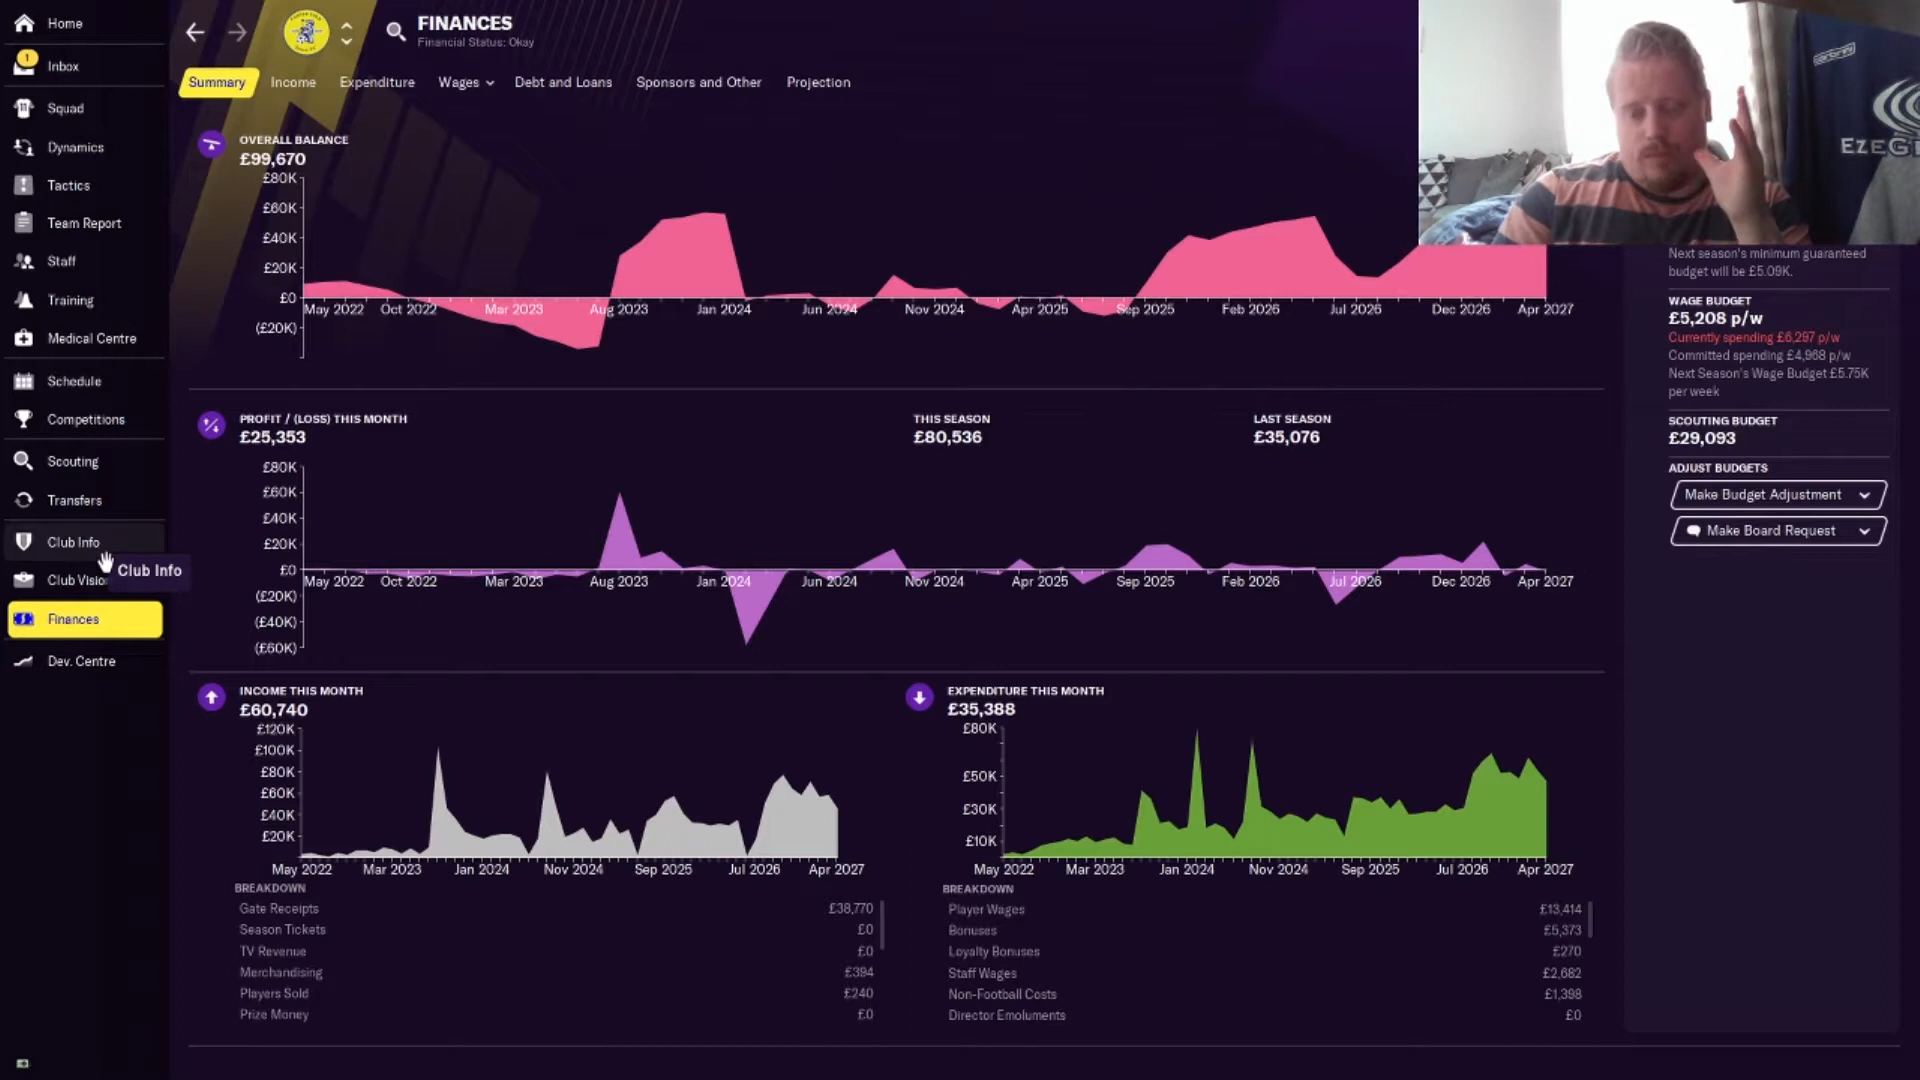 Home
1
Inbox
Squad
Dynamics
Tactics
Team Report
Staff
Training
Medical Centre
Schedule
Competitions
Scouting
Transfers
Club Info
Club Info
Club Visio
Finances
Dev. Centre
FINANCES
Financial Status: Okay
Summary
Income
Expenditure
Wages
Debt and Loans
Sponsors and Other
Projection
OVERALL BALANCE
£99,670
£80K
£60K
£40K
£20K
£0
(£20K)
May 2022 Oct 2022 Mar 2023 Aug 2023 Jan 2024 Jun 2024 Nov 2024 Apr 2025 Sep 2025 Feb 2026 Jul 2026 Dec 2026 Apr 2027
PROFIT / (LOSS) THIS MONTH
£25,353
THIS SEASON
£80,536
LAST SEASON
£35,076
£80K
£60K
£40K
£20K
£0
(£20K)
(£40K)
(£60K)
May 2022 Oct 2022 Mar 2023 Aug 2023 Jan 2024 Jun 2024 Nov 2024 Apr 2025 Sep 2025 Feb 2026 Jul 2026 Dec 2026 Apr 2027
INCOME THIS MONTH
£60,740
£120K
£100K
£80K
£60K
£40K
£20K
May 2022 Mar 2023 Jan 2024 Nov 2024 Sep 2025 Jul 2026 Apr 2027
BREAKDOWN
Gate Receipts £38,770
Season Tickets £0
TV Revenue £0
Merchandising £394
Players Sold £240
Prize Money £0
EXPENDITURE THIS MONTH
£35,388
£80K
£50K
£30K
£10K
May 2022 Mar 2023 Jan 2024 Nov 2024 Sep 2025 Jul 2026 Apr 2027
BREAKDOWN
Player Wages £13,414
Bonuses £5,373
Loyalty Bonuses £270
Staff Wages £2,682
Non-Football Costs £1,398
Director Emoluments £0
EZEG
Next season's minimum guaranteed
budget will be £5.09K.
WAGE BUDGET
£5,208 p/w
Currently spending £6,297 p/w
Committed spending £4,968 p/w
Next Season's Wage Budget £5.75K
per week
SCOUTING BUDGET
£29,093
ADJUST BUDGETS
Make Budget Adjustment
Make Board Request